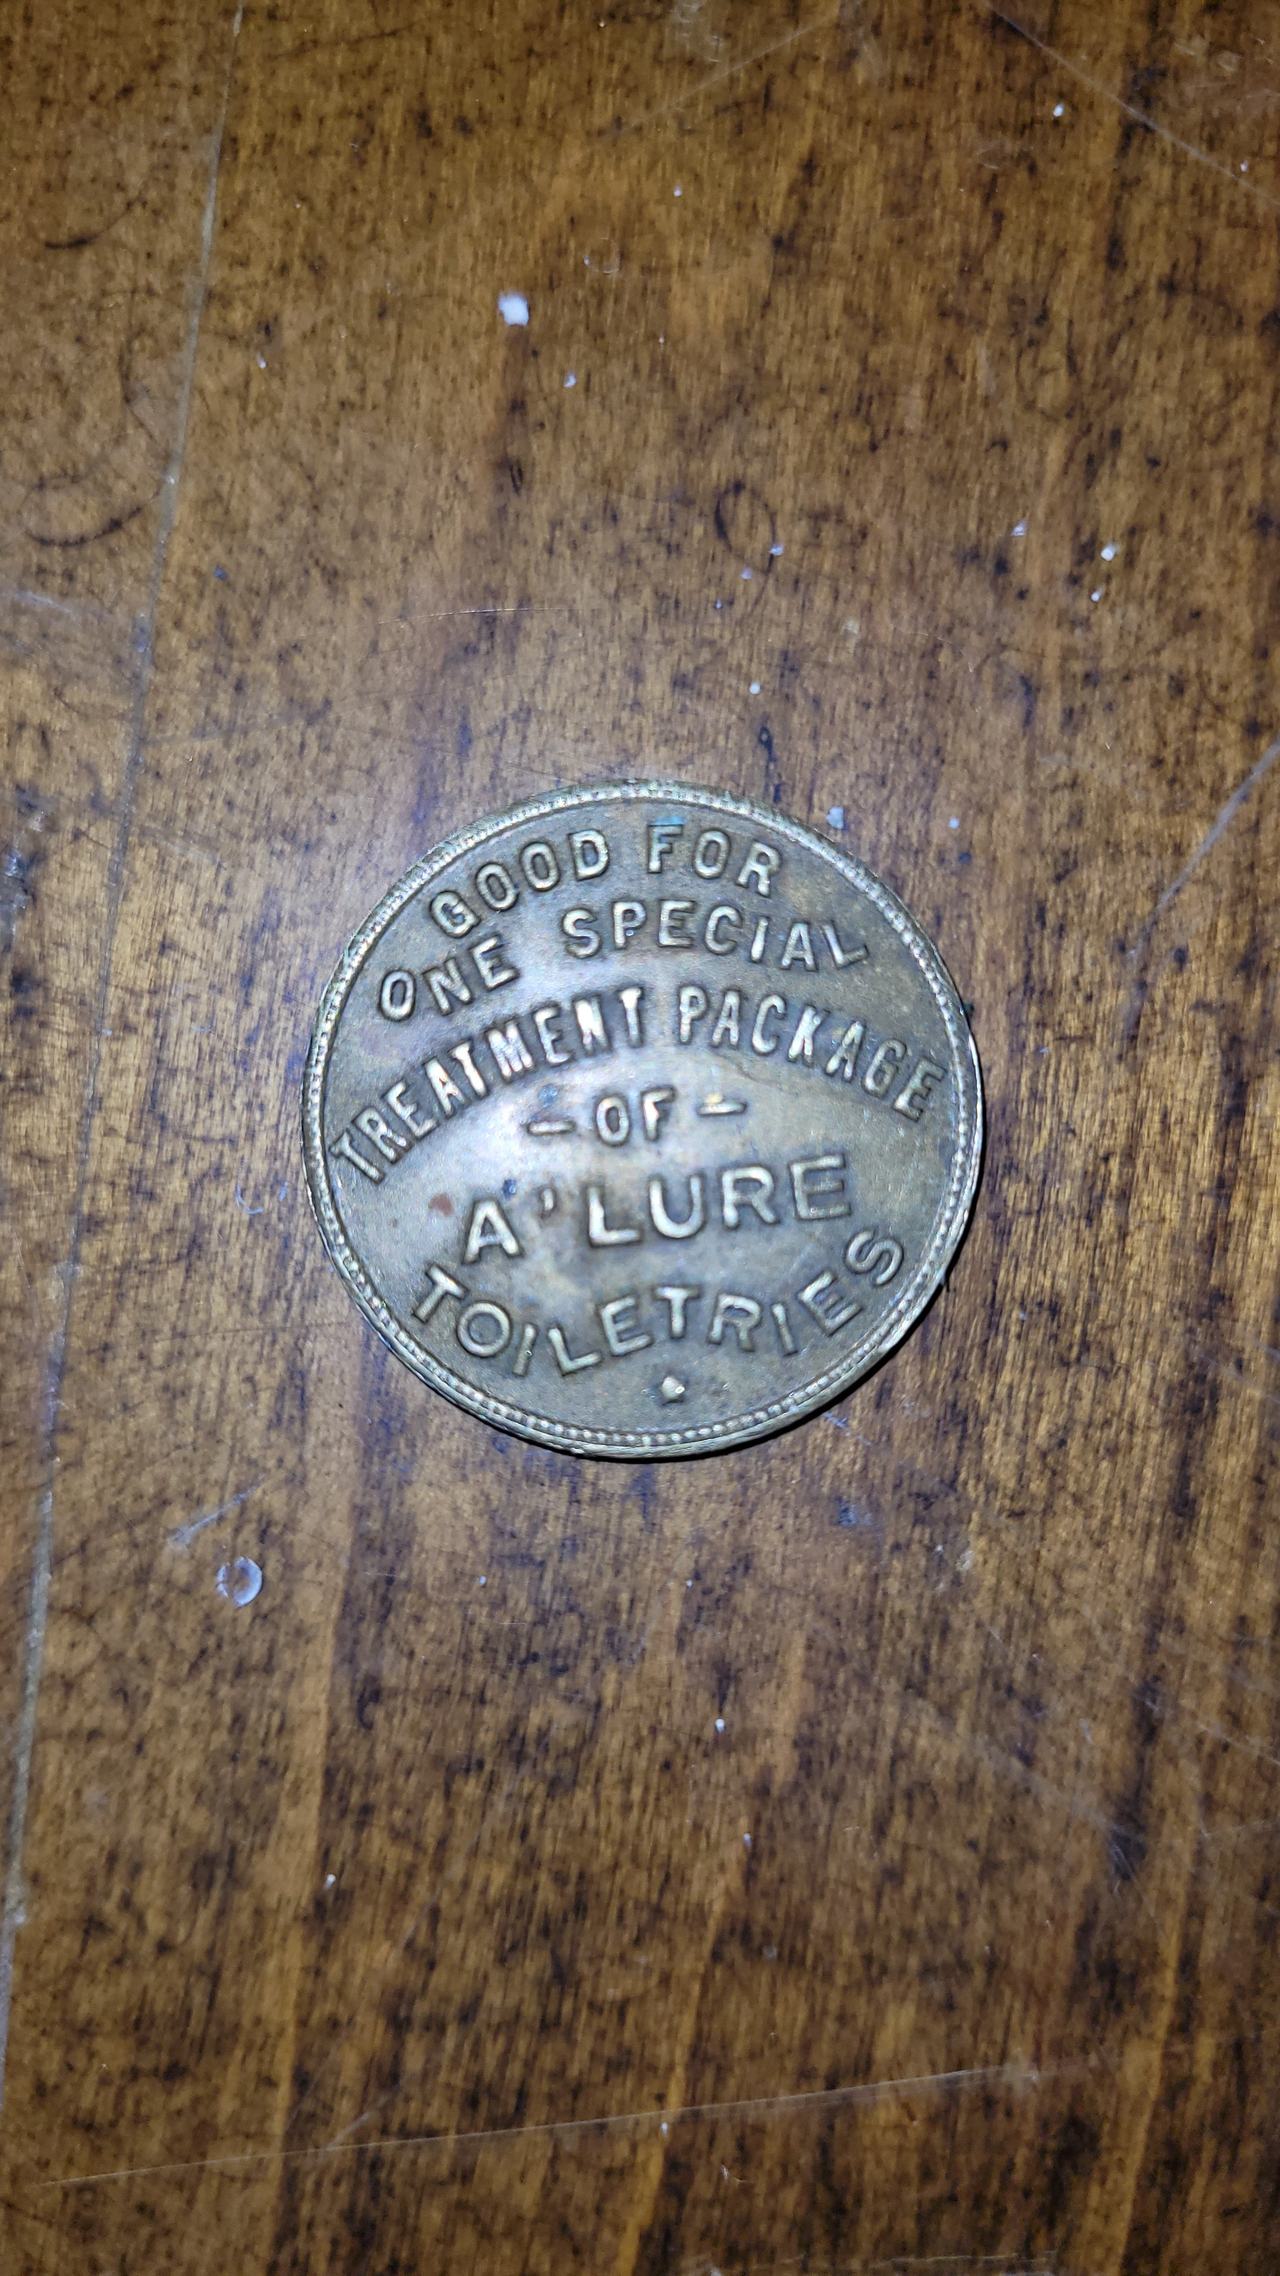 GOOD FOR
ONE SPECIAL
TREATMENT PACKAGE
- OF -
A'LURE
TOILETRIES